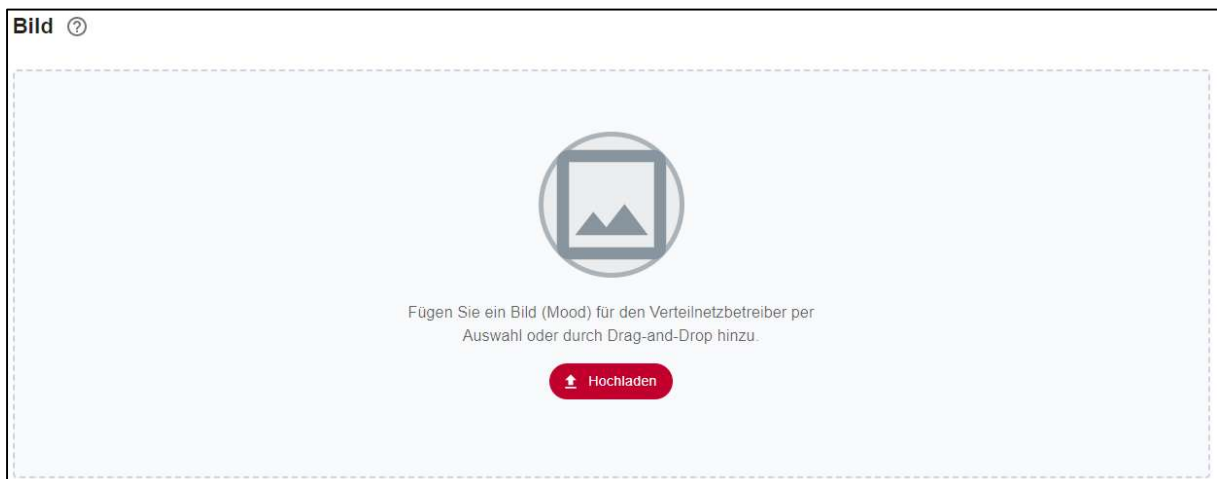 Bild
Fügen Sie ein Bild (Mood) für den Verteilnetzbetreiber per
Auswahl oder durch Drag-and-Drop hinzu.
Hochladen